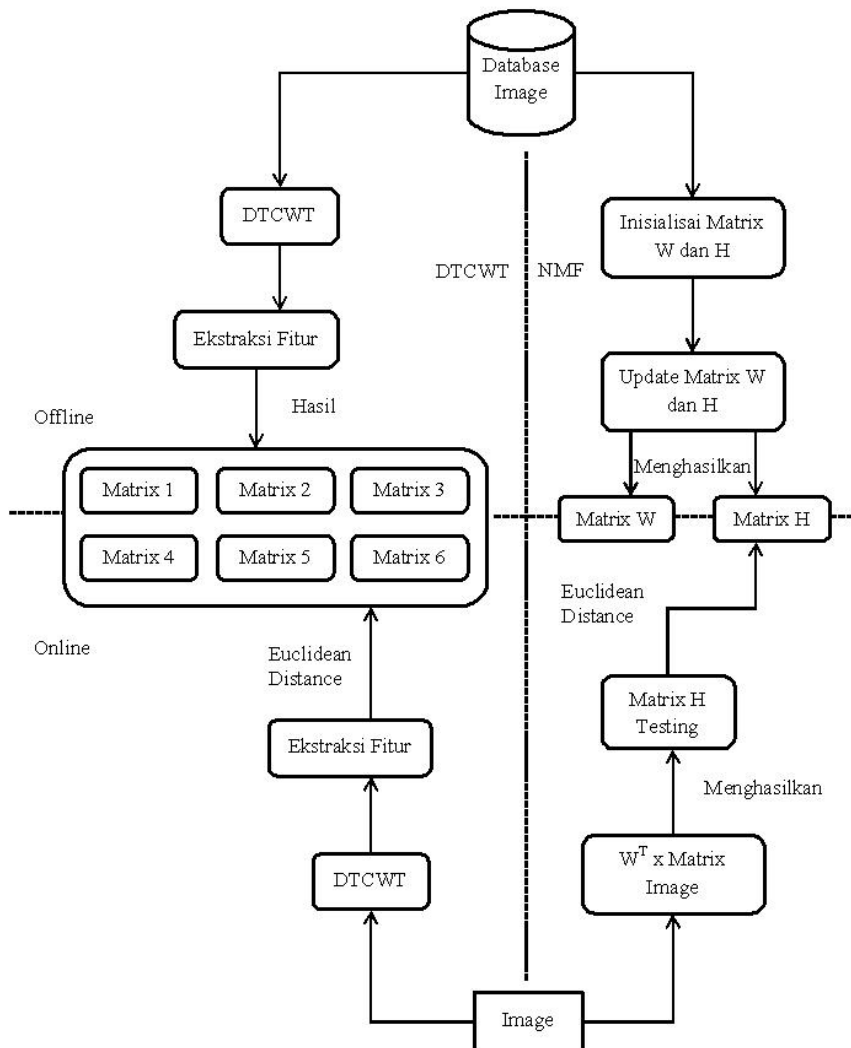 Database
Image
DTCWT
Inisialisai Matrix
W dan H
DTCWT
NMF
Ekstraksi Fitur
Update Matrix W
dan H
Hasil
Offline
Menghasilkan
Matrix 1
Matrix 2
Matrix 3
Matrix W
Matrix H
Matrix 4
Matrix 5
Matrix 6
Euclidean
Distance
Online
Euclidean
Distance
Matrix H
Testing
Ekstraksi Fitur
Menghasilkan
W^T x Matrix
Image
DTCWT
Image